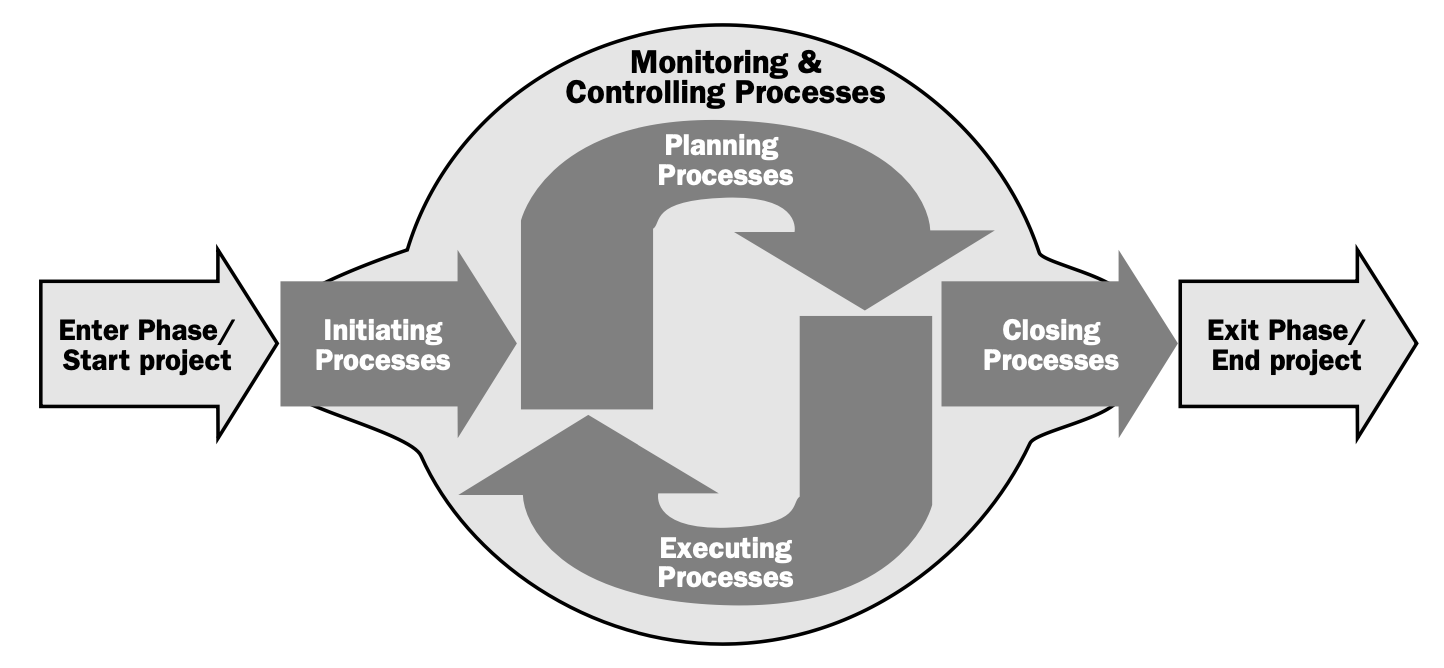 Monitoring &
Controlling Processes
Planning
Processes
Enter Phase/
Start project
Initiating
Processes
Closing
Processes
Exit Phase/
End project
Executing
Processes